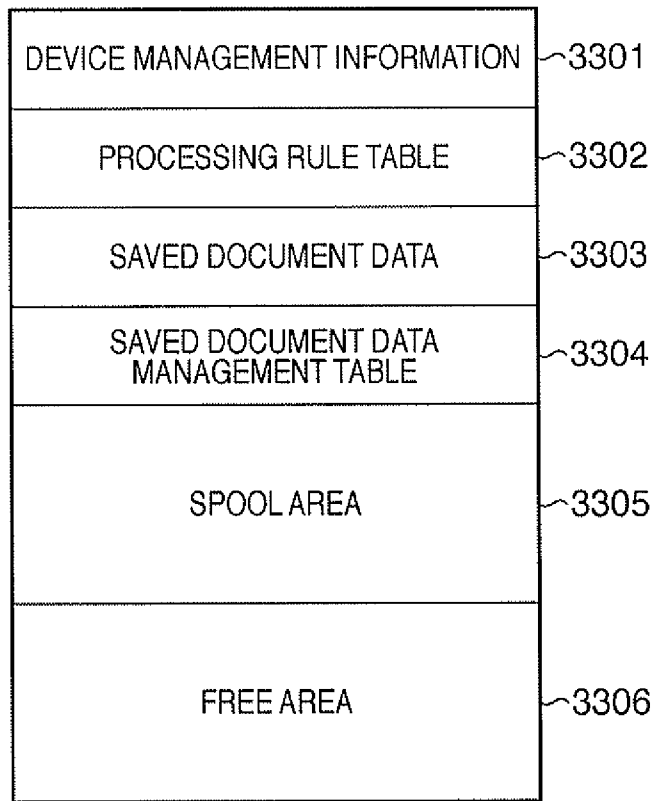 DEVICE MANAGEMENT INFORMATION 3301
PROCESSING RULE TABLE 3302
SAVED DOCUMENT DATA 3303
SAVED DOCUMENT DATA
MANAGEMENT TABLE 3304
SPOOL AREA 3305
FREE AREA 3306